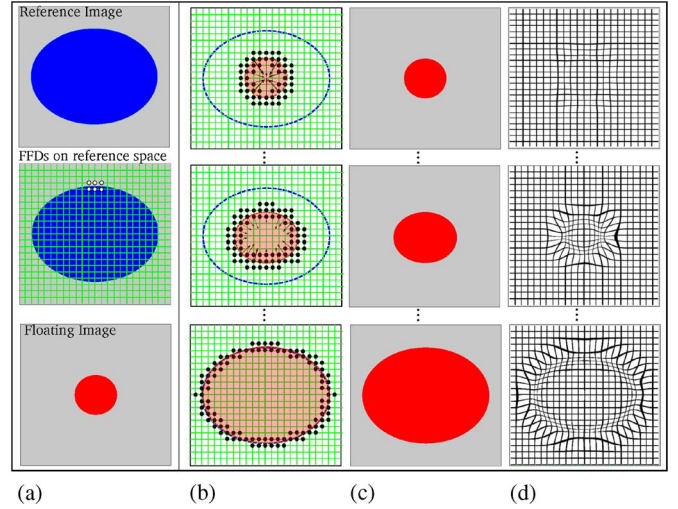 Reference Image
FFDs on reference space
Floating Image
(a)
(b)
(c)
(d)